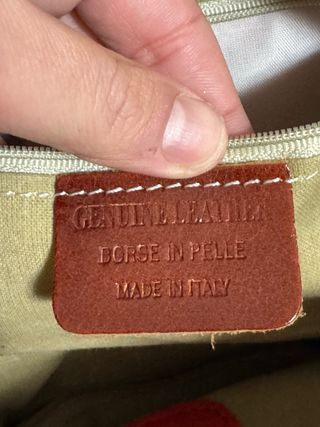 GENUINE LEATHER
BORSE IN PELLE
MADE IN ITALY